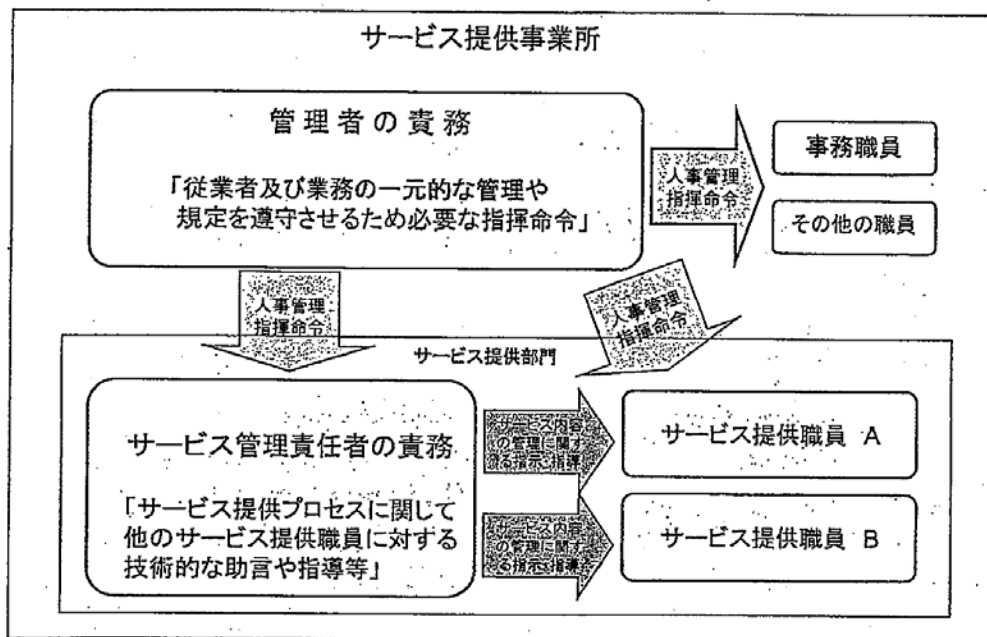 サービス提供事業所
管理者の責務
「従業者及び業務の一元的な管理や
規定を遵守させるため必要な指揮命令」
人事管理
指揮命令
事務職員
その他の職員
人事管理
指揮命令
人事管理
指揮命令
サービス提供部門
サービス管理責任者の責務
「サービス提供プロセスに関して
他のサービス提供職員に対する
技術的な助言や指導等」
サービス内容
の管理に関す
る指示・指導
サービス提供職員 A
サービス内容
の管理に関す
る指示・指導
サービス提供職員 B